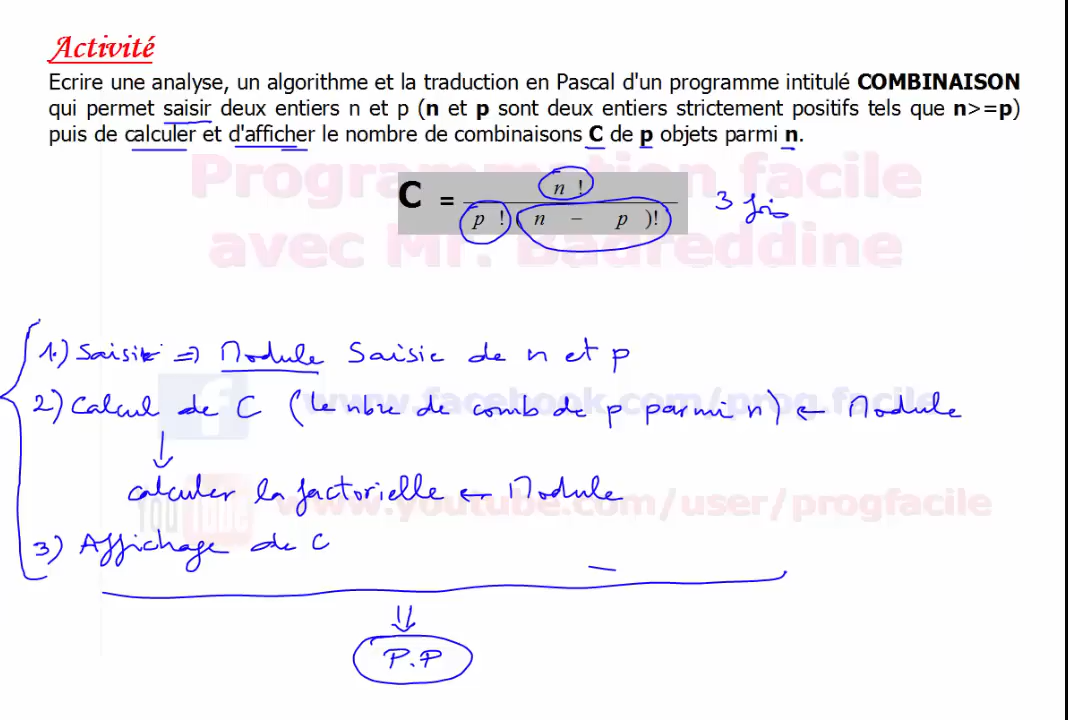 Activité
Ecrire une analyse, un algorithme et la traduction en Pascal d'un programme intitulé COMBINAISON
qui permet saisir deux entiers n et p (n et p sont deux entiers strictement positifs tels que n>=p)
puis de calculer et d'afficher le nombre de combinaisons C de p objets parmi n.
Programmation facile
C = n ! / p ! ( n − p )! 3 fois
avec Mr. Badreddine
1.) Saisie => Module Saisie de n et p
2) Calcul de C (le nbre de comb de p parmi n) ← Module
www.facebook.com/prog.facile
calculer la factorielle ← Module
YouTube www.youtube.com/user/progfacile
3) Affichage de C
P.P